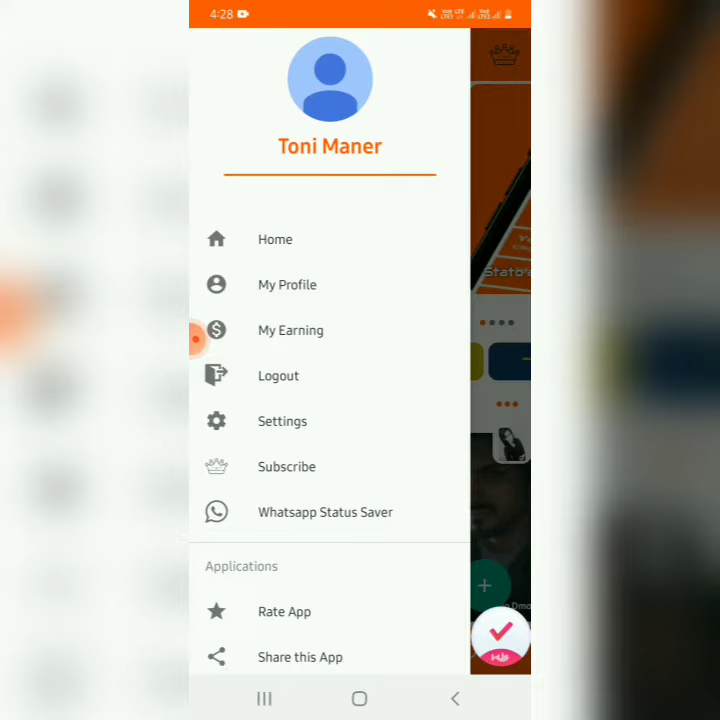 4:28
Toni Maner
Home
My Profile
My Earning
Logout
Settings
Subscribe
Whatsapp Status Saver
Applications
Rate App
Share this App